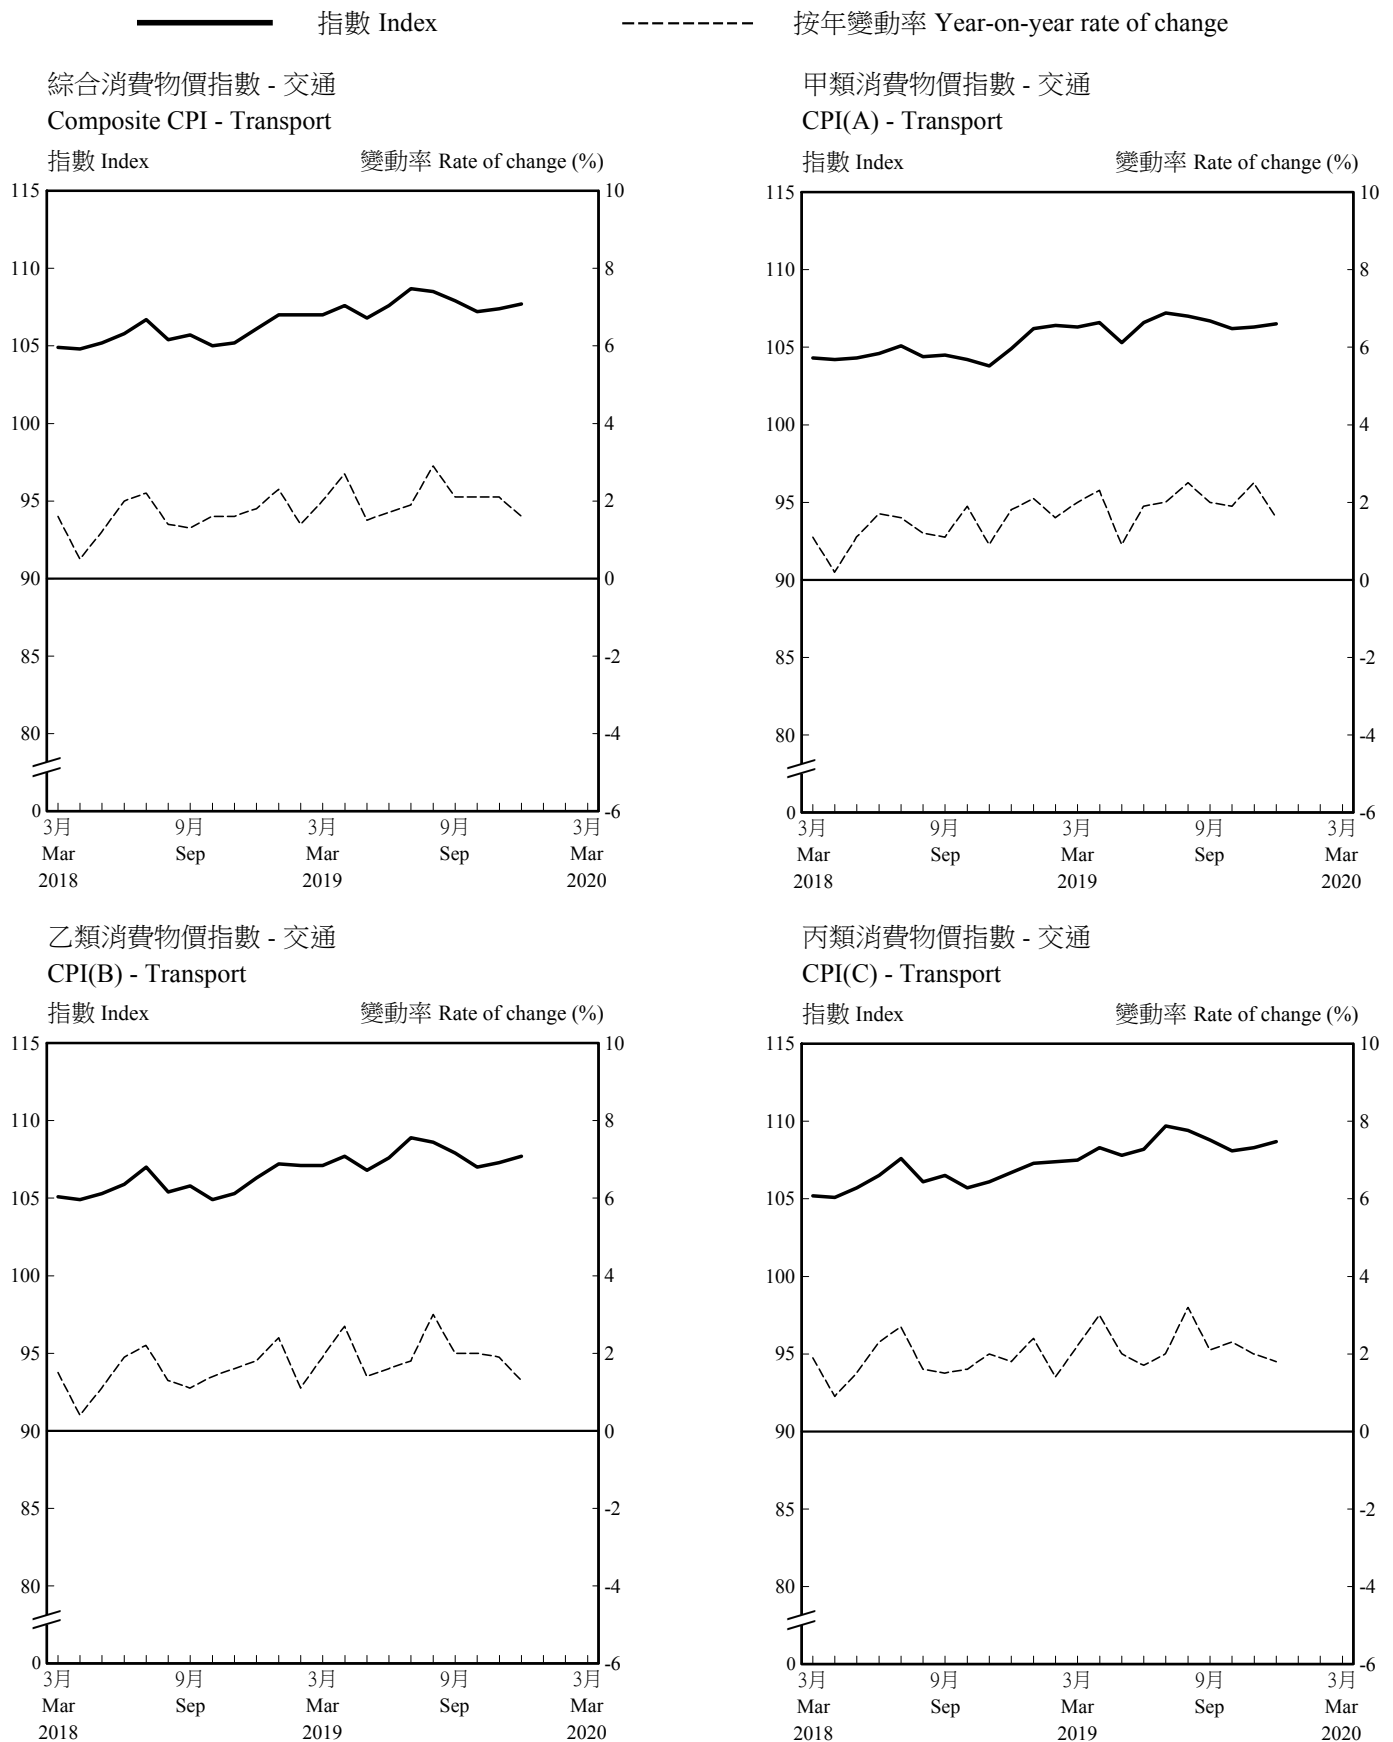 指數 Index 按年變動率 Year-on-year rate of change
綜合消費物價指數 - 交通
Composite CPI - Transport
指數 Index 變動率 Rate of change (%)
115 10
110 8
105 6
100 4
95 2
90 0
85 -2
80 -4
0 -6
3月 9月 3月 9月 3月
Mar Sep Mar Sep Mar
2018 2019 2020
甲類消費物價指數 - 交通
CPI(A) - Transport
指數 Index 變動率 Rate of change (%)
115 10
110 8
105 6
100 4
95 2
90 0
85 -2
80 -4
0 -6
3月 9月 3月 9月 3月
Mar Sep Mar Sep Mar
2018 2019 2020
乙類消費物價指數 - 交通
CPI(B) - Transport
指數 Index 變動率 Rate of change (%)
115 10
110 8
105 6
100 4
95 2
90 0
85 -2
80 -4
0 -6
3月 9月 3月 9月 3月
Mar Sep Mar Sep Mar
2018 2019 2020
丙類消費物價指數 - 交通
CPI(C) - Transport
指數 Index 變動率 Rate of change (%)
115 10
110 8
105 6
100 4
95 2
90 0
85 -2
80 -4
0 -6
3月 9月 3月 9月 3月
Mar Sep Mar Sep Mar
2018 2019 2020